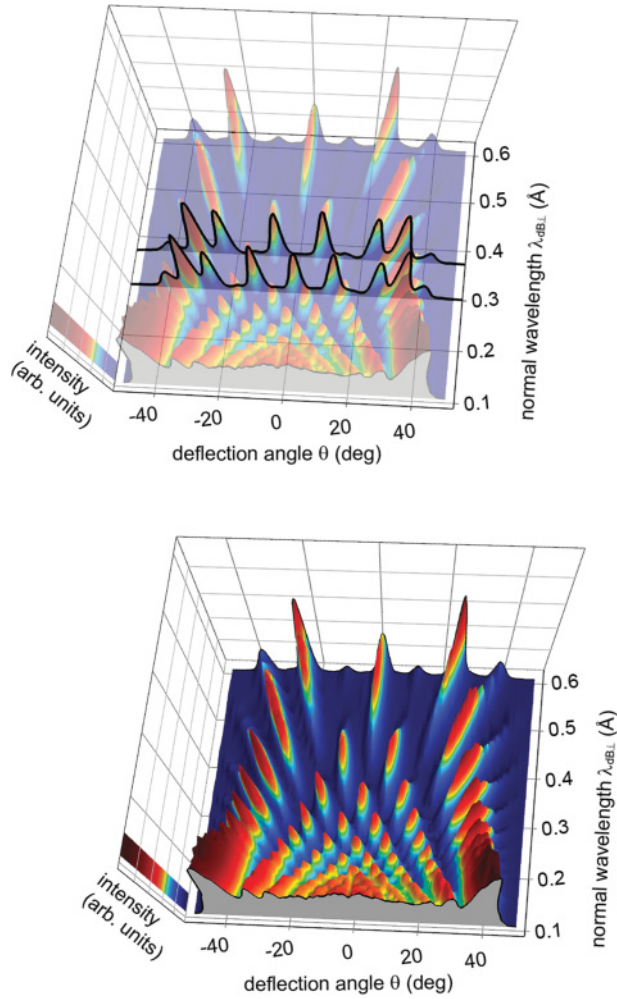 0.6
0.5
0.4
0.3
0.2
0.1
normal wavelength λdB⊥ (Å)
intensity
(arb. units)
-40 -20 0 20 40
deflection angle θ (deg)
0.6
0.5
0.4
0.3
0.2
0.1
normal wavelength λdB⊥ (Å)
intensity
(arb. units)
-40 -20 0 20 40
deflection angle θ (deg)